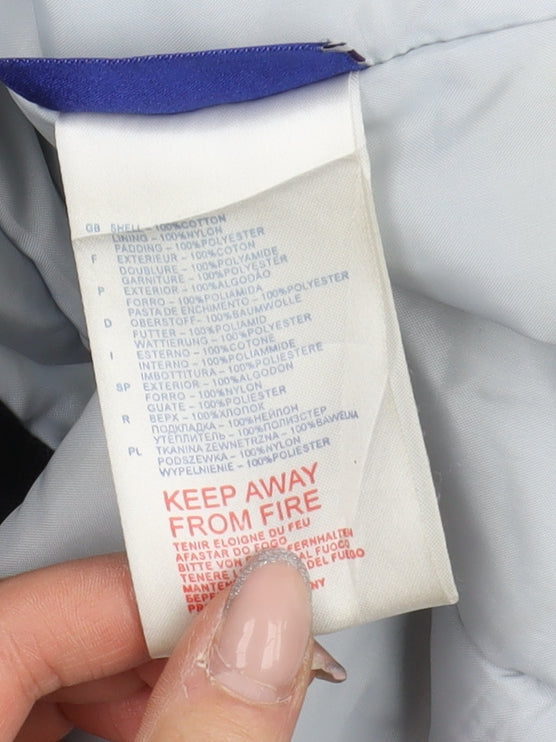 GB SHELL - 100%COTTON
LINING - 100%NYLON
PADDING - 100%POLYESTER
F EXTERIEUR - 100%COTON
DOUBLURE - 100%POLYAMIDE
GARNITURE - 100%POLYESTER
P EXTERIOR - 100%ALGODÃO
FORRO - 100%POLIAMIDA
PASTA DE ENCHIMENTO - 100%POLYESTER
D OBERSTOFF - 100%BAUMWOLLE
FUTTER - 100%POLIAMID
WATTIERUNG - 100%POLYESTER
I ESTERNO - 100%COTONE
INTERNO - 100%POLIAMMIDE
IMBOTTITURA - 100%POLIESTERE
SP EXTERIOR - 100%ALGODON
FORRO - 100%NYLON
GUATE - 100%POLIESTER
R ВЕРХ - 100%ХЛОПОК
ПОДКЛАДКА - 100%НЕЙЛОН
УТЕПЛИТЕЛЬ - 100%ПОЛИЭСТЕР
PL TKANINA ZEWNETRZNA - 100%BAWELNA
PODSZEWKA - 100%NYLON
WYPELNIENIE - 100%POLIESTER
KEEP AWAY
FROM FIRE
TENIR ELOIGNE DU FEU
AFASTAR DO FOGO
BITTE VON FERNHALTEN
TENERE AL FUOCO
DEL FUEGO